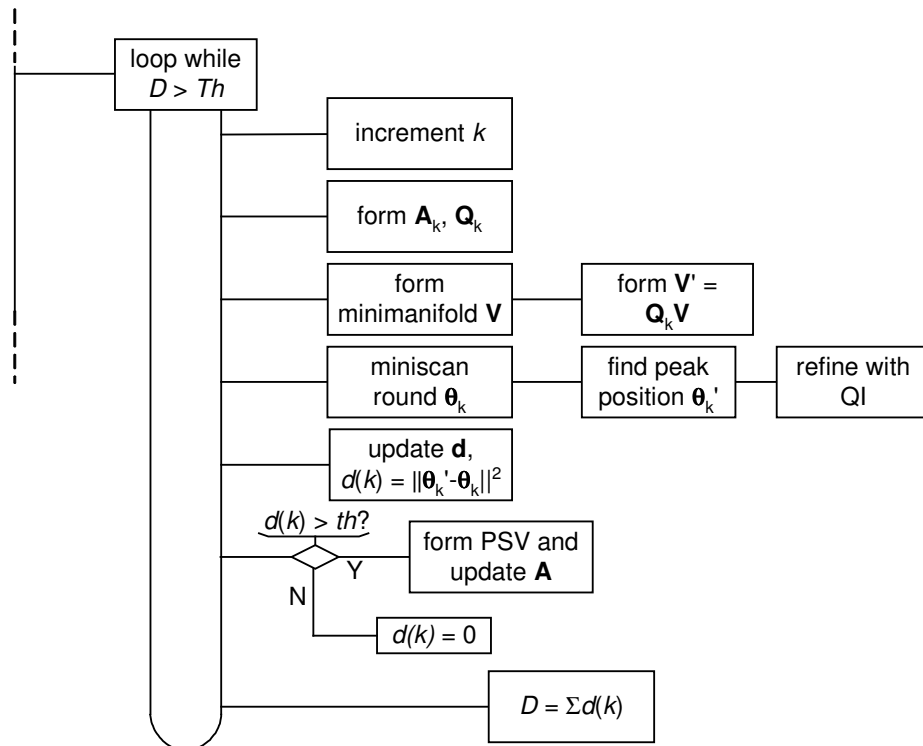 loop while
D > Th
increment k
form A_k, Q_k
form
minimanifold V
form V' =
Q_kV
miniscan
round θ_k
find peak
position θ_k'
refine with
QI
update d,
d(k) = ||θ_k'-θ_k||²
d(k) > th?
Y
form PSV and
update A
N
d(k) = 0
D = Σd(k)